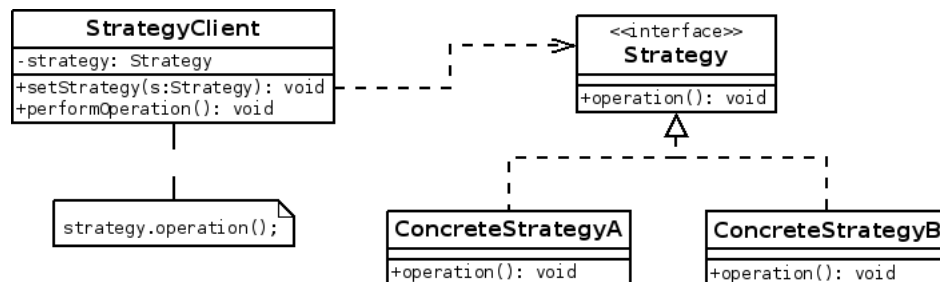 StrategyClient
-strategy: Strategy
+setStrategy(s:Strategy): void
+performOperation(): void
<<interface>>
Strategy
+operation(): void
strategy.operation();
ConcreteStrategyA
+operation(): void
ConcreteStrategyB
+operation(): void